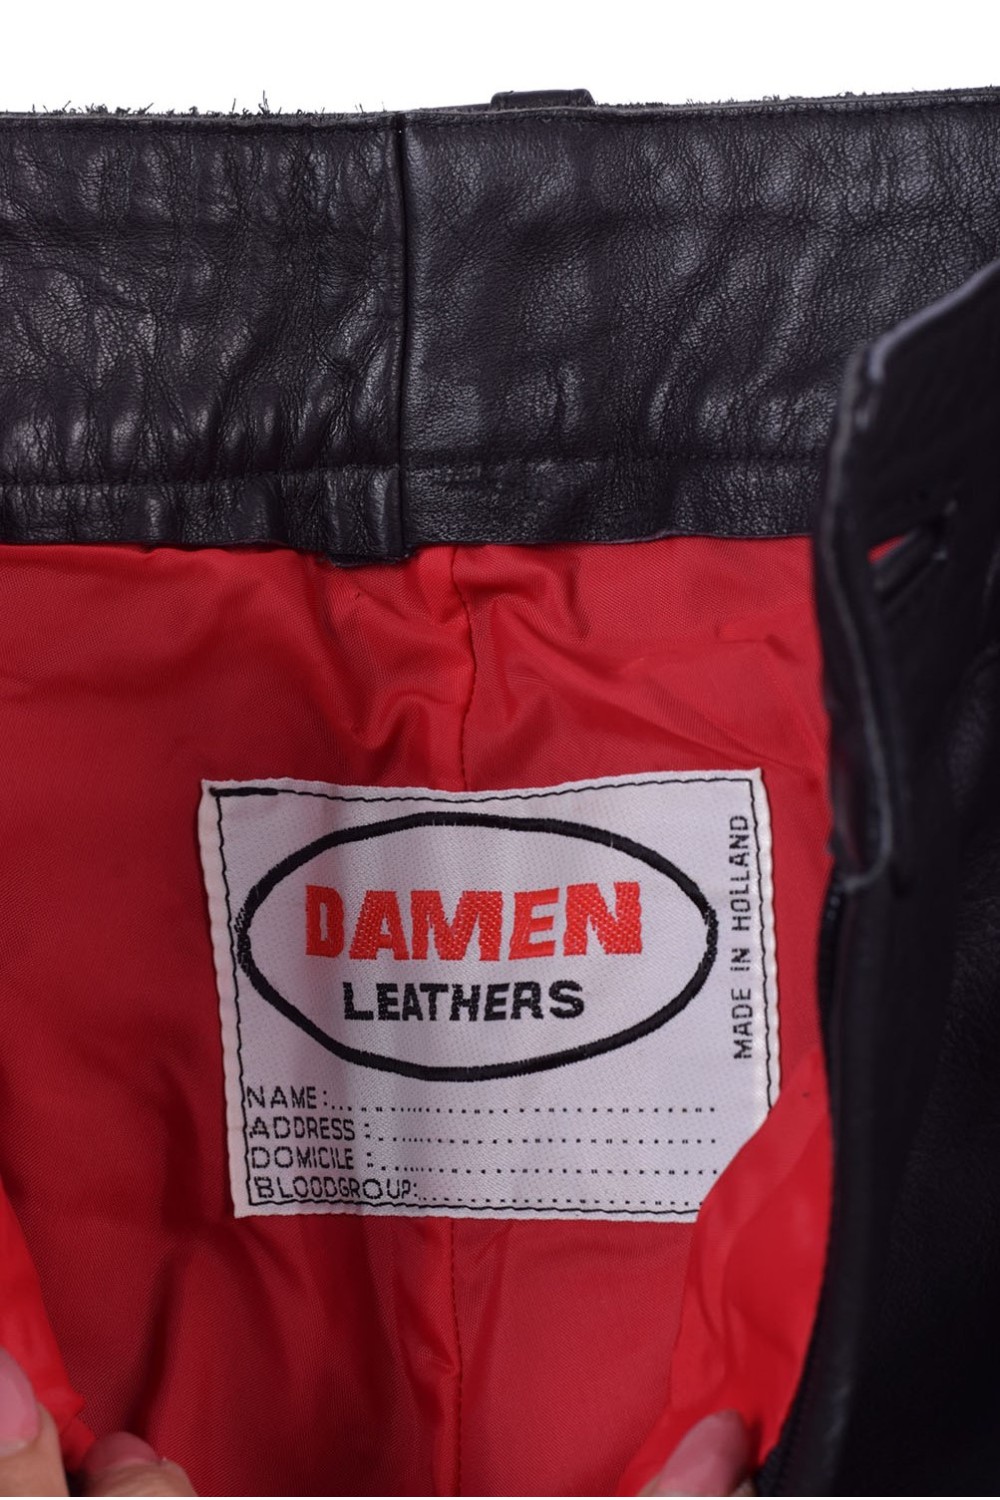 DAMEN
LEATHERS
MADE IN HOLLAND
NAME:
ADDRESS:
DOMICILE:
BLOODGROUP: